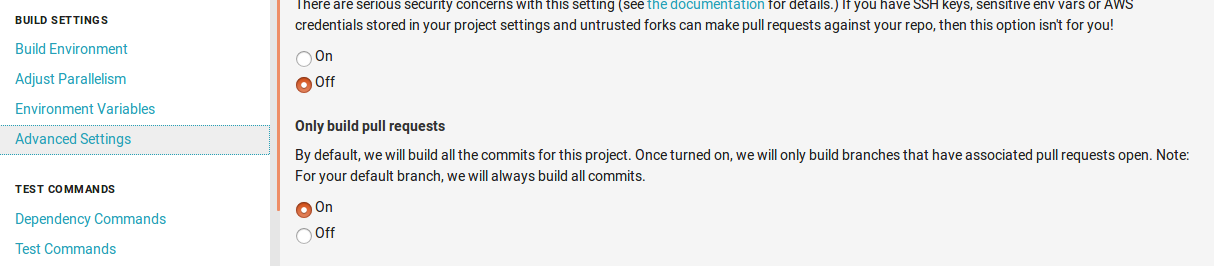 BUILD SETTINGS
Build Environment
Adjust Parallelism
Environment Variables
Advanced Settings
TEST COMMANDS
Dependency Commands
Test Commands
There are serious security concerns with this setting (see the documentation for details.) If you have SSH keys, sensitive env vars or AWS
credentials stored in your project settings and untrusted forks can make pull requests against your repo, then this option isn't for you!
On
Off
Only build pull requests
By default, we will build all the commits for this project. Once turned on, we will only build branches that have associated pull requests open. Note:
For your default branch, we will always build all commits.
On
Off